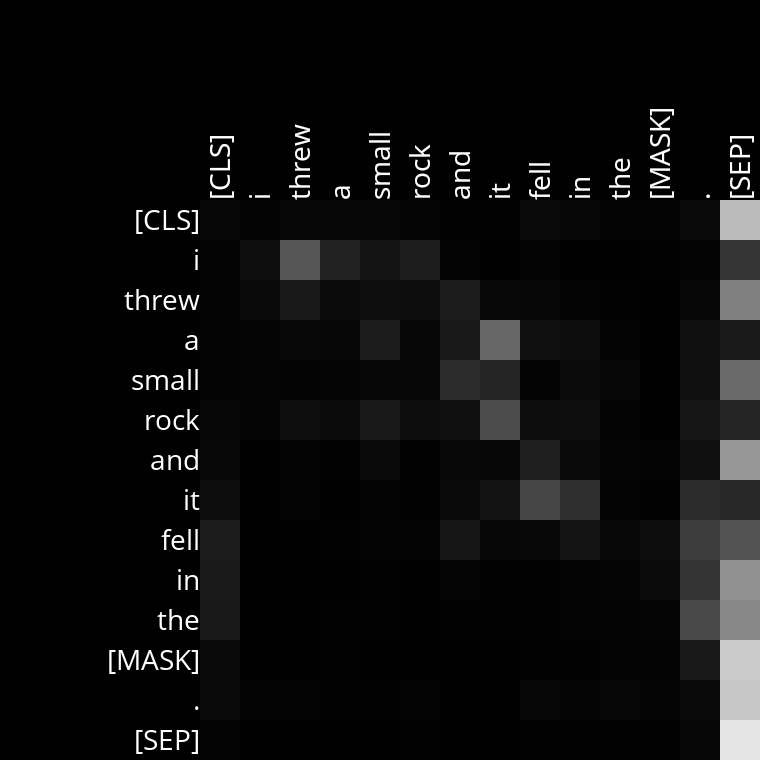 [CLS] i threw a small rock and it fell in the [MASK] . [SEP]
[CLS]
i
threw
a
small
rock
and
it
fell
in
the
[MASK]
.
[SEP]